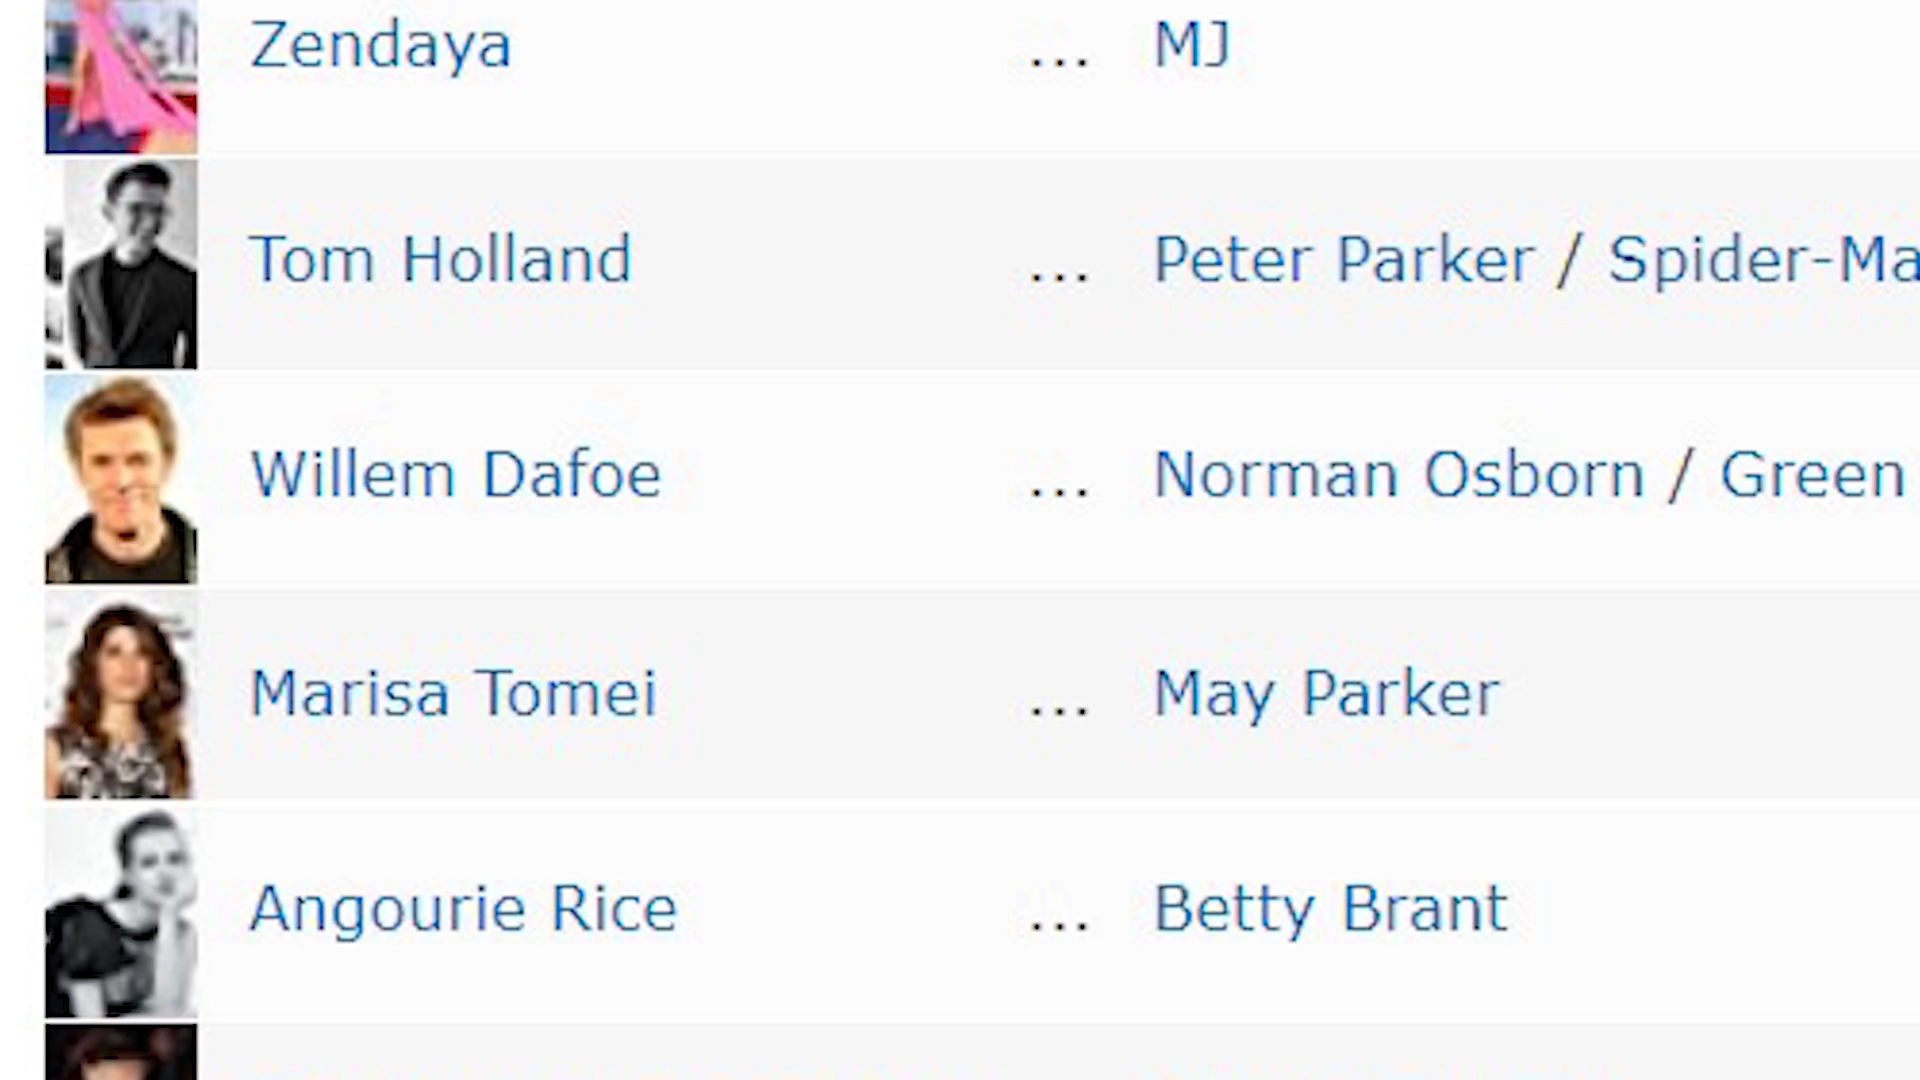 Zendaya ... MJ
Tom Holland ... Peter Parker / Spider-Ma
Willem Dafoe ... Norman Osborn / Green
Marisa Tomei ... May Parker
Angourie Rice ... Betty Brant